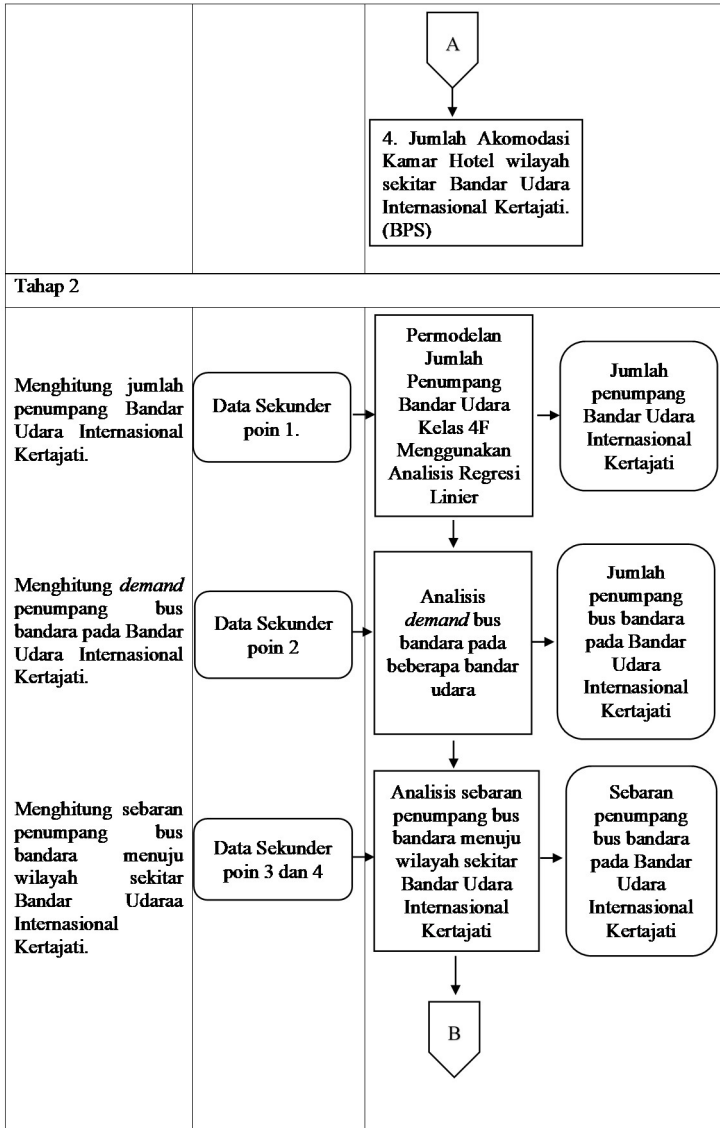 A
4. Jumlah Akomodasi
Kamar Hotel wilayah
sekitar Bandar Udara
Internasional Kertajati.
(BPS)
Tahap 2
Menghitung jumlah
penumpang Bandar
Udara Internasional
Kertajati.
Data Sekunder
poin 1.
Permodelan
Jumlah
Penumpang
Bandar Udara
Kelas 4F
Menggunakan
Analisis Regresi
Linier
Jumlah
penumpang
Bandar Udara
Internasional
Kertajati
Menghitung demand
penumpang bus
bandara pada Bandar
Udara Internasional
Kertajati.
Data Sekunder
poin 2
Analisis
demand bus
bandara pada
beberapa bandar
udara
Jumlah
penumpang
bus bandara
pada Bandar
Udara
Internasional
Kertajati
Menghitung sebaran
penumpang bus
bandara menuju
wilayah sekitar
Bandar Udaraa
Internasional
Kertajati.
Data Sekunder
poin 3 dan 4
Analisis sebaran
penumpang bus
bandara menuju
wilayah sekitar
Bandar Udara
Internasional
Kertajati
Sebaran
penumpang
bus bandara
pada Bandar
Udara
Internasional
Kertajati
B